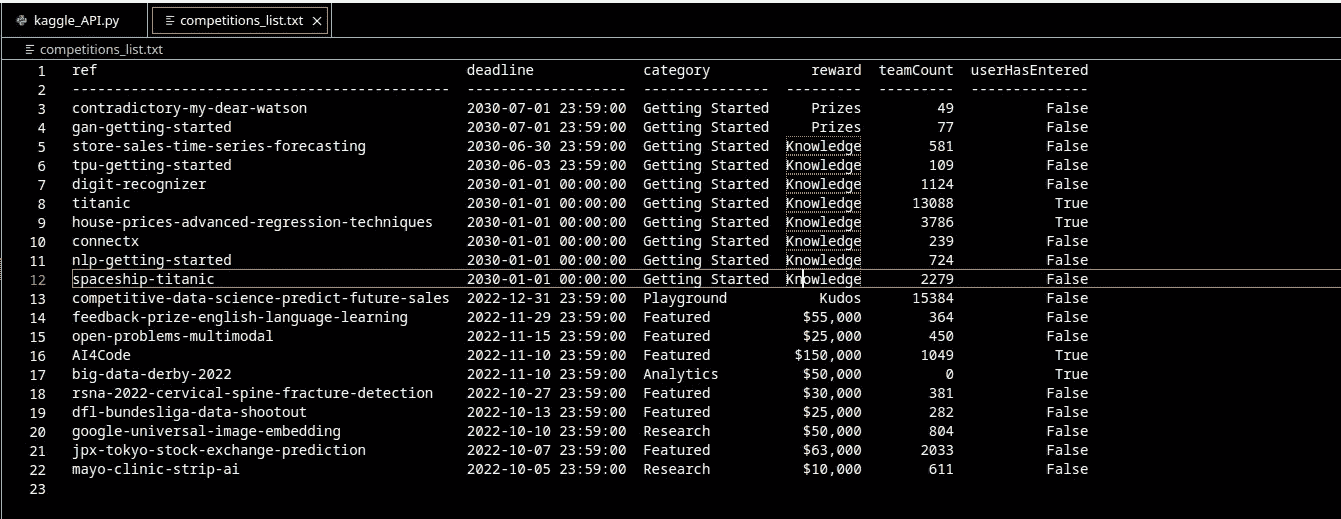 kaggle_API.py competitions_list.txt
competitions_list.txt
1 ref deadline category reward teamCount userHasEntered
2 --------------------------------------------- ------------------- --------------- --------- --------- --------------
3 contradictory-my-dear-watson 2030-07-01 23:59:00 Getting Started Prizes 49 False
4 gan-getting-started 2030-07-01 23:59:00 Getting Started Prizes 77 False
5 store-sales-time-series-forecasting 2030-06-30 23:59:00 Getting Started Knowledge 581 False
6 tpu-getting-started 2030-06-03 23:59:00 Getting Started Knowledge 109 False
7 digit-recognizer 2030-01-01 00:00:00 Getting Started Knowledge 1124 False
8 titanic 2030-01-01 00:00:00 Getting Started Knowledge 13088 True
9 house-prices-advanced-regression-techniques 2030-01-01 00:00:00 Getting Started Knowledge 3786 True
10 connectx 2030-01-01 00:00:00 Getting Started Knowledge 239 False
11 nlp-getting-started 2030-01-01 00:00:00 Getting Started Knowledge 724 False
12 spaceship-titanic 2030-01-01 00:00:00 Getting Started Knowledge 2279 False
13 competitive-data-science-predict-future-sales 2022-12-31 23:59:00 Playground Kudos 15384 False
14 feedback-prize-english-language-learning 2022-11-29 23:59:00 Featured $55,000 364 False
15 open-problems-multimodal 2022-11-15 23:59:00 Featured $25,000 450 False
16 AI4Code 2022-11-10 23:59:00 Featured $150,000 1049 True
17 big-data-derby-2022 2022-11-10 23:59:00 Analytics $50,000 0 True
18 rsna-2022-cervical-spine-fracture-detection 2022-10-27 23:59:00 Featured $30,000 381 False
19 dfl-bundesliga-data-shootout 2022-10-13 23:59:00 Featured $25,000 282 False
20 google-universal-image-embedding 2022-10-10 23:59:00 Research $50,000 804 False
21 jpx-tokyo-stock-exchange-prediction 2022-10-07 23:59:00 Featured $63,000 2033 False
22 mayo-clinic-strip-ai 2022-10-05 23:59:00 Research $10,000 611 False
23